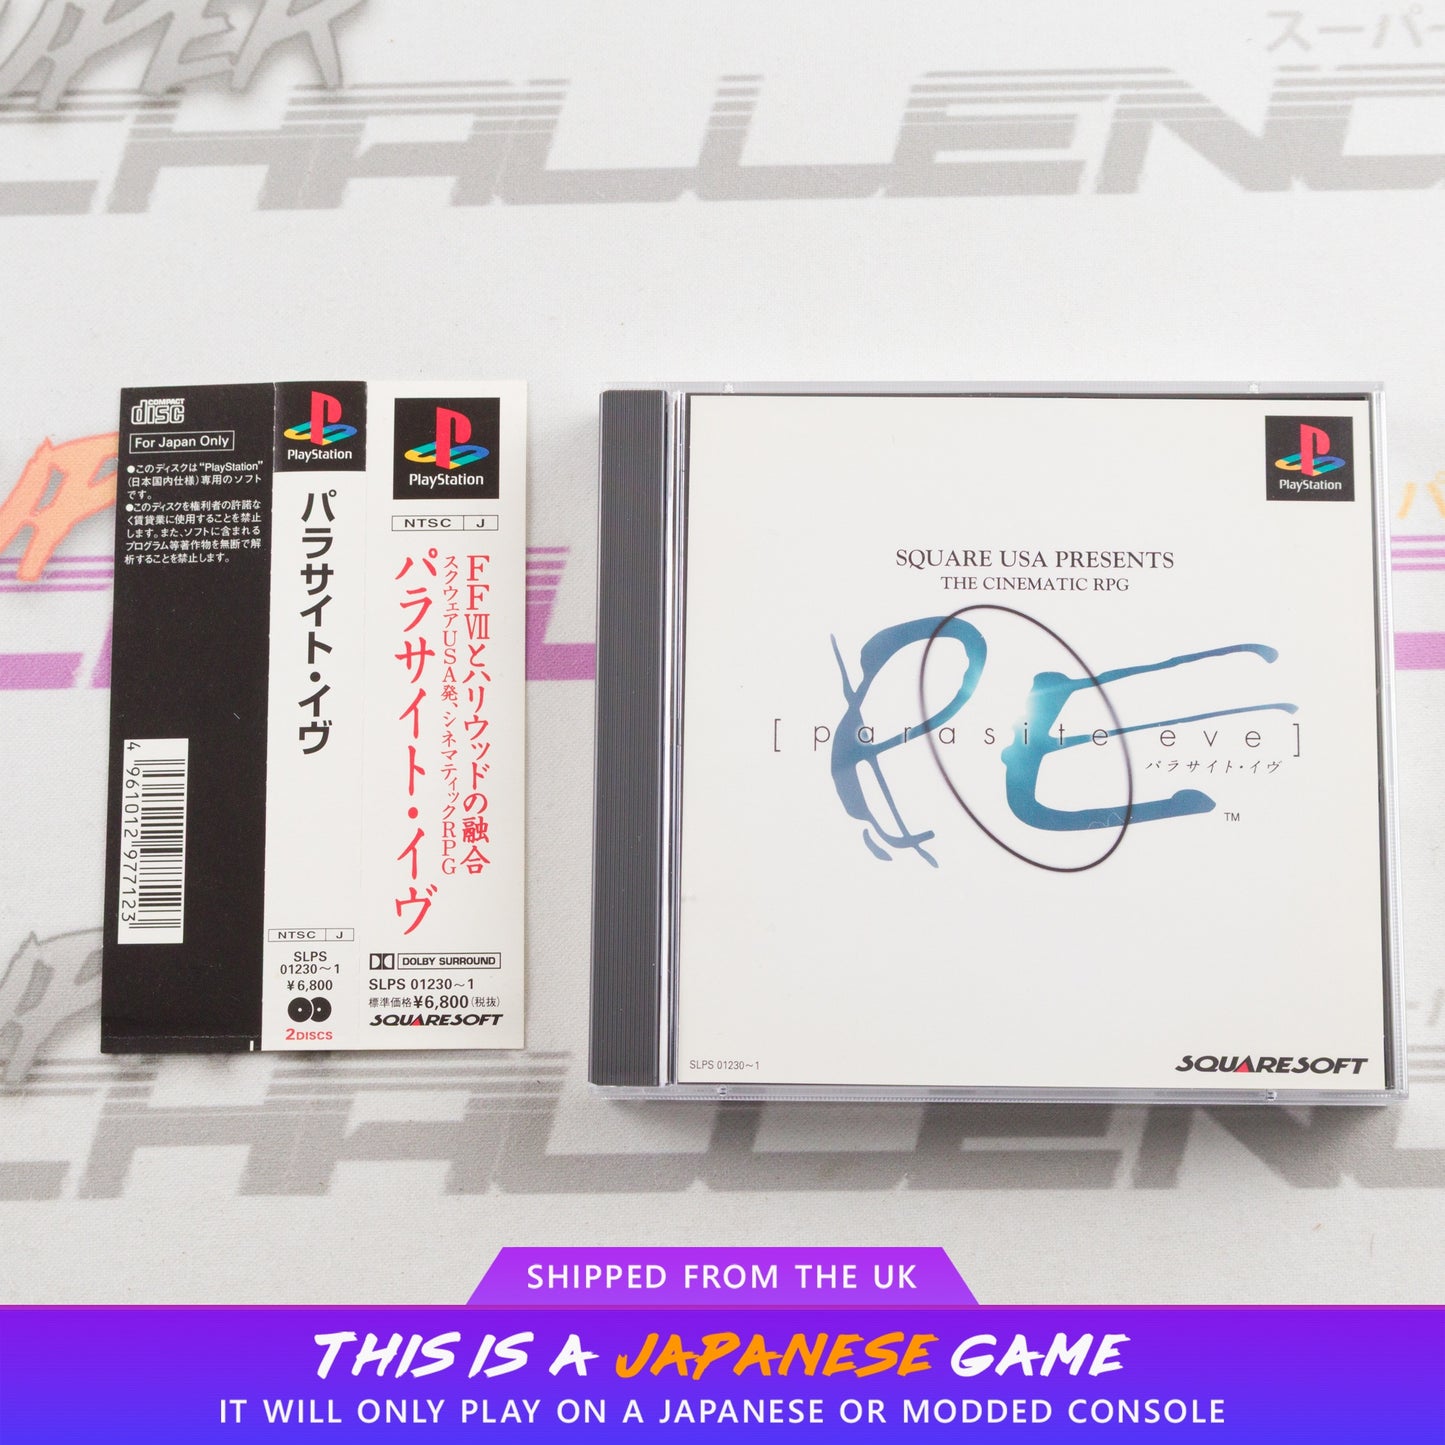 スーパー
CHALLENG
COMPACT
disc
For Japan Only
●このディスクは“PlayStation”
(日本国内仕様)専用のソフト
です。
●このディスクを権利者の許諾な
く賃貸業に使用することを禁止
します。また、ソフトに含まれる
プログラム等著作物を無断で解
析することを禁止します。
4 961012 977123
PlayStation
パラサイト・イヴ
NTSC J
SLPS
01230~1
¥6,800
2DISCS
PlayStation
NTSC J
FFⅦとハリウッドの融合
スクウェアUSA発、シネマティックRPG
パラサイト・イヴ
DOLBY SURROUND
SLPS 01230~1
標準価格¥6,800(税抜)
SQUARESOFT
PlayStation
SQUARE USA PRESENTS
THE CINEMATIC RPG
PE
[ parasite eve ]
パラサイト・イヴ
TM
SLPS 01230~1
SQUARESOFT
SHIPPED FROM THE UK
THIS IS A JAPANESE GAME
IT WILL ONLY PLAY ON A JAPANESE OR MODDED CONSOLE